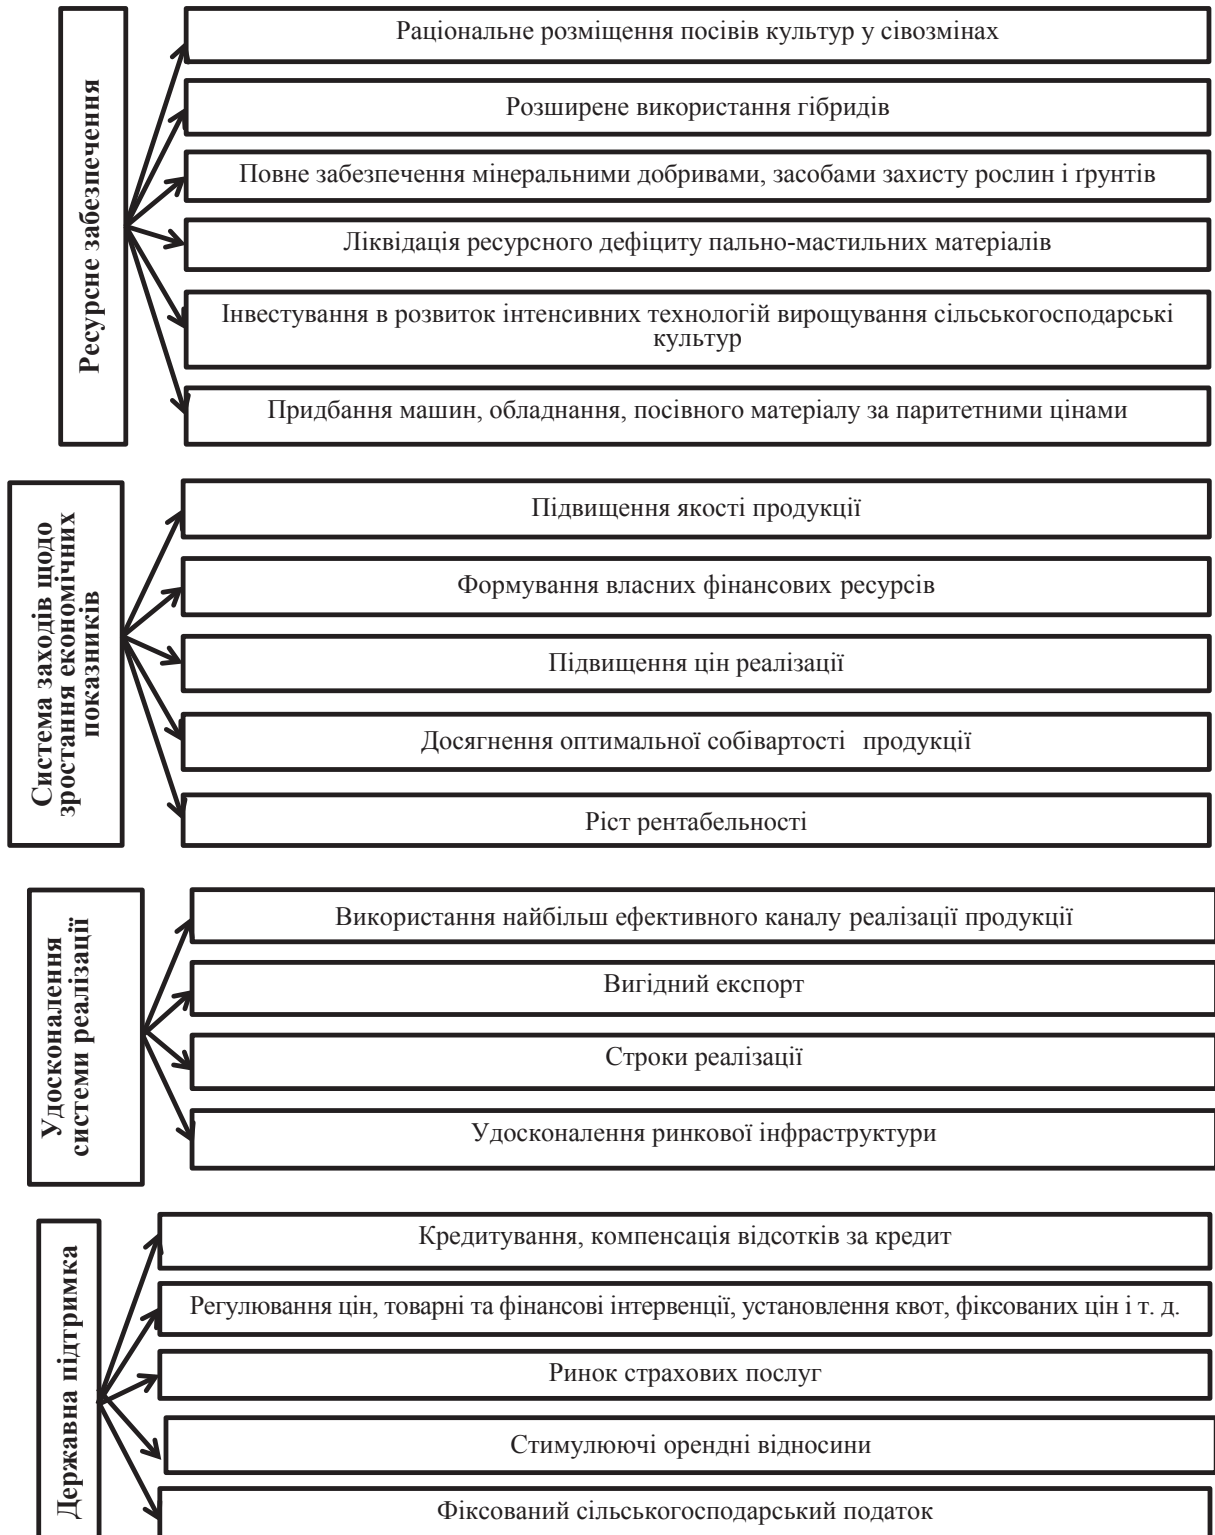 Ресурсне забезпечення
Раціональне розміщення посівів культур у сівозмінах
Розширене використання гібридів
Повне забезпечення мінеральними добривами, засобами захисту рослин і ґрунтів
Ліквідація ресурсного дефіциту пально-мастильних матеріалів
Інвестування в розвиток інтенсивних технологій вирощування сільськогосподарські
культур
Придбання машин, обладнання, посівного матеріалу за паритетними цінами
Система заходів щодо
зростання економічних
показників
Підвищення якості продукції
Формування власних фінансових ресурсів
Підвищення цін реалізації
Досягнення оптимальної собівартості продукції
Ріст рентабельності
Удосконалення
системи реалізації
Використання найбільш ефективного каналу реалізації продукції
Вигідний експорт
Строки реалізації
Удосконалення ринкової інфраструктури
Державна підтримка
Кредитування, компенсація відсотків за кредит
Регулювання цін, товарні та фінансові інтервенції, установлення квот, фіксованих цін і т. д.
Ринок страхових послуг
Стимулюючі орендні відносини
Фіксований сільськогосподарський податок